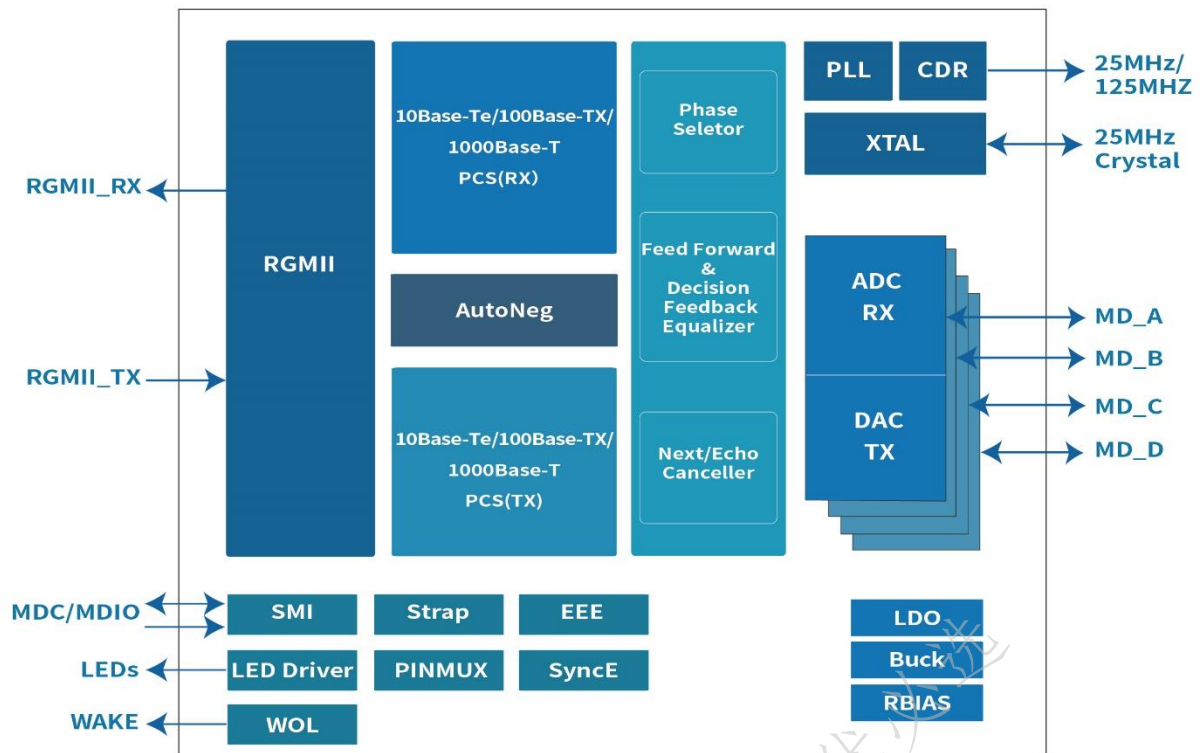 RGMII_RX
RGMII_TX
RGMII
10Base-Te/100Base-TX/
1000Base-T
PCS(RX)
AutoNeg
10Base-Te/100Base-TX/
1000Base-T
PCS(TX)
Phase
Seletor
Feed Forward
&
Decision
Feedback
Equalizer
Next/Echo
Canceller
PLL
CDR
25MHz/
125MHZ
XTAL
25MHz
Crystal
ADC
RX
DAC
TX
MD_A
MD_B
MD_C
MD_D
MDC/MDIO
SMI
Strap
EEE
LEDs
LED Driver
PINMUX
SyncE
WAKE
WOL
LDO
Buck
RBIAS